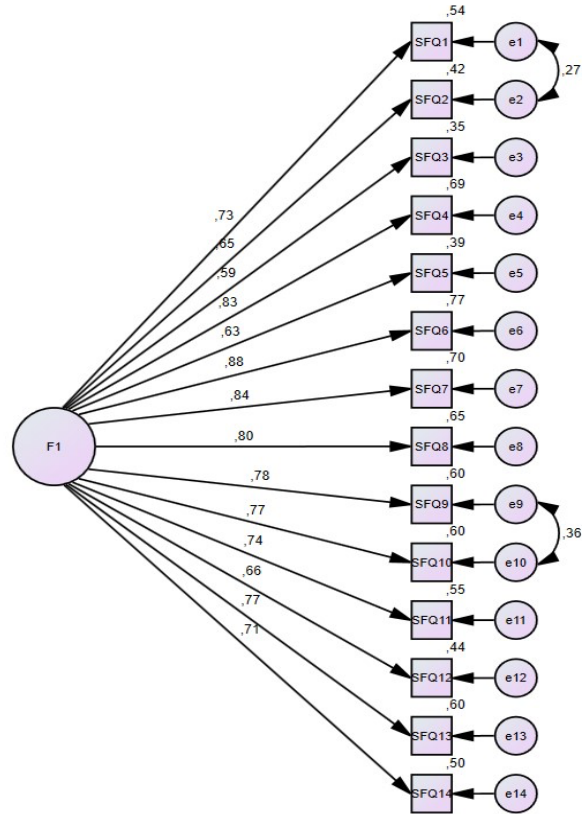 ,54
SFQ1 e1
,27
,42
SFQ2 e2
,35
SFQ3 e3
,69
SFQ4 e4
,39
SFQ5 e5
,77
SFQ6 e6
,70
SFQ7 e7
,65
SFQ8 e8
,60
SFQ9 e9
,36
,60
SFQ10 e10
,55
SFQ11 e11
,44
SFQ12 e12
,60
SFQ13 e13
,50
SFQ14 e14
,73
,65
,59
,83
,63
,88
,84
,80
,78
,77
,74
,66
,77
,71
F1